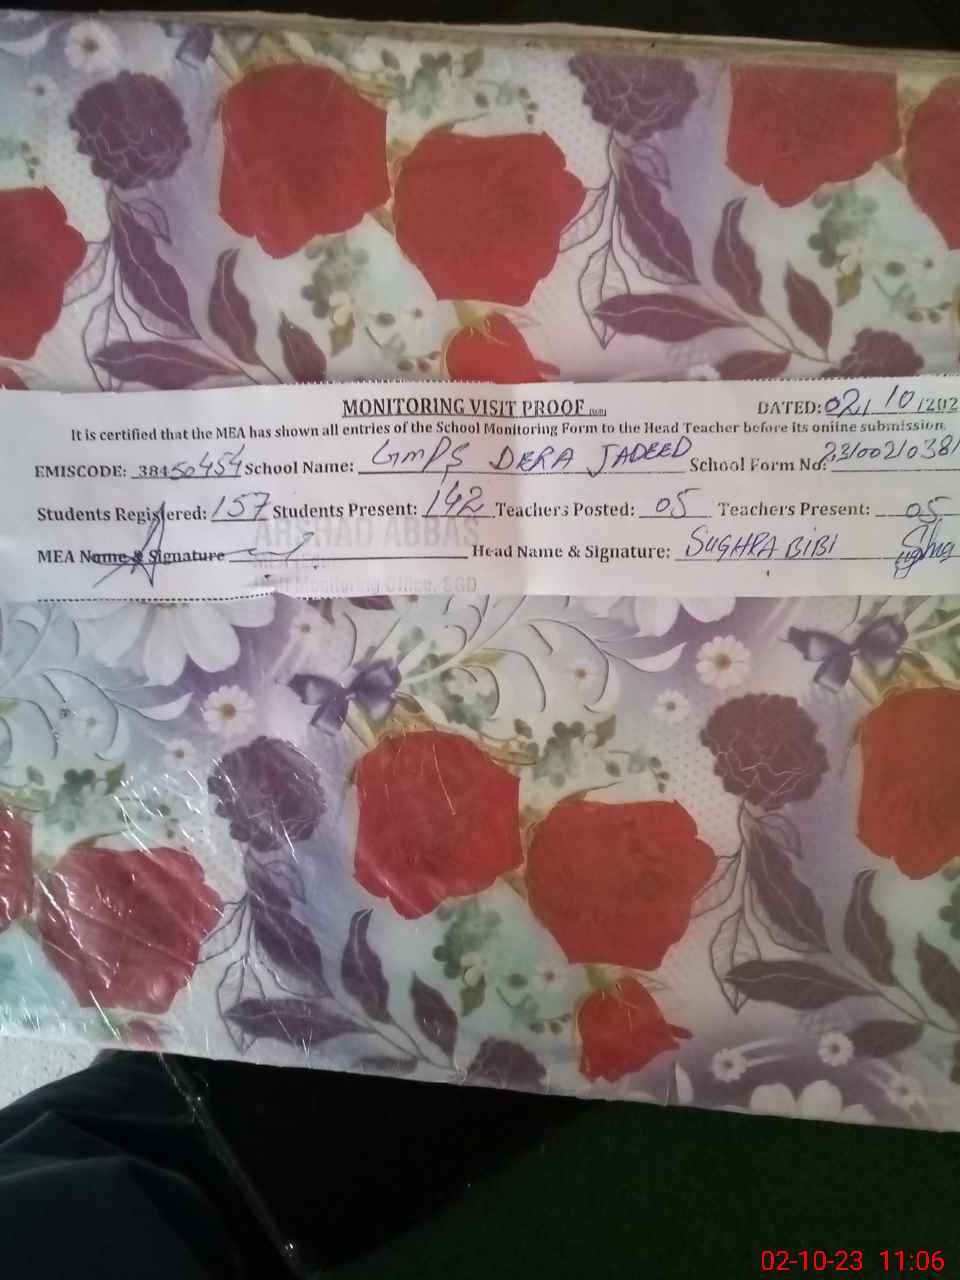 MONITORING VISIT PROOF
DATED: 02/10/202
It is certified that the MEA has shown all entries of the School Monitoring Form to the Head Teacher before its online submission.
EMISCODE: 38450454 School Name: GMPS DERA JADEED School Form No: 2310021038
Students Registered: 157 Students Present: 142 Teachers Posted: 05 Teachers Present: 05
ARSHAD ABBAS
MEA Name & Signature Head Name & Signature: SUGHRA BIBI
Monitoring Office, SGD
02-10-23 11:06